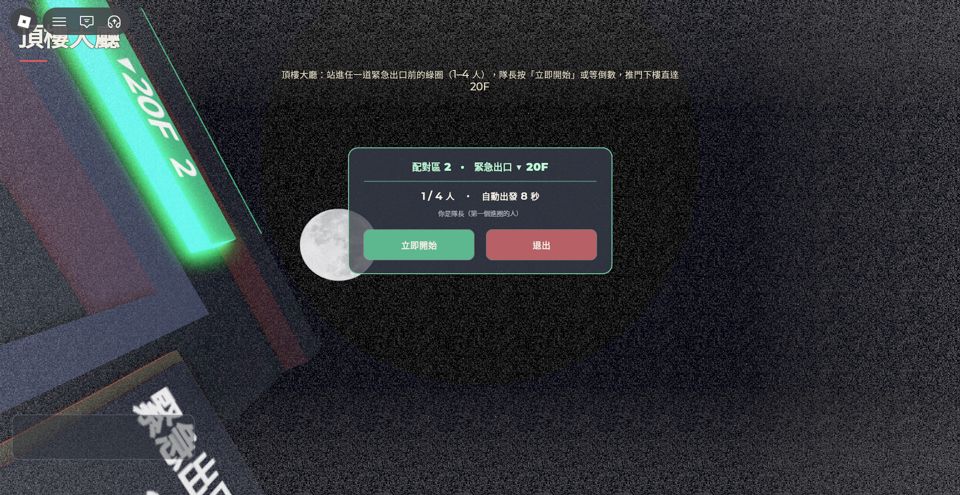 頂樓大廳
頂樓大廳：站進任一道緊急出口前的綠圈（1–4 人），隊長按「立即開始」或等倒數，推門下樓直達
20F
▼20F 2
配對區 2 • 緊急出口 ▼ 20F
1 / 4 人 • 自動出發 8 秒
你是隊長（第一個進圈的人）
立即開始
退出
緊急出